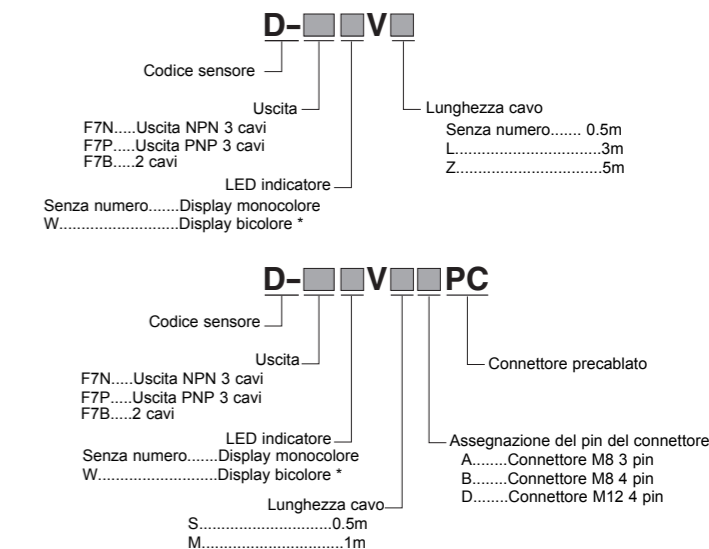 D-■■V■
Codice sensore
Uscita
F7N.....Uscita NPN 3 cavi
F7P.....Uscita PNP 3 cavi
F7B.....2 cavi
LED indicatore
Senza numero.......Display monocolore
W...........................Display bicolore *
Lunghezza cavo
Senza numero....... 0.5m
L.................................3m
Z.................................5m
D-■■V■■PC
Codice sensore
Uscita
F7N.....Uscita NPN 3 cavi
F7P.....Uscita PNP 3 cavi
F7B.....2 cavi
LED indicatore
Senza numero.......Display monocolore
W...........................Display bicolore *
Lunghezza cavo
S..............................0.5m
M................................1m
Connettore precablato
Assegnazione del pin del connettore
A........Connettore M8 3 pin
B........Connettore M8 4 pin
D........Connettore M12 4 pin